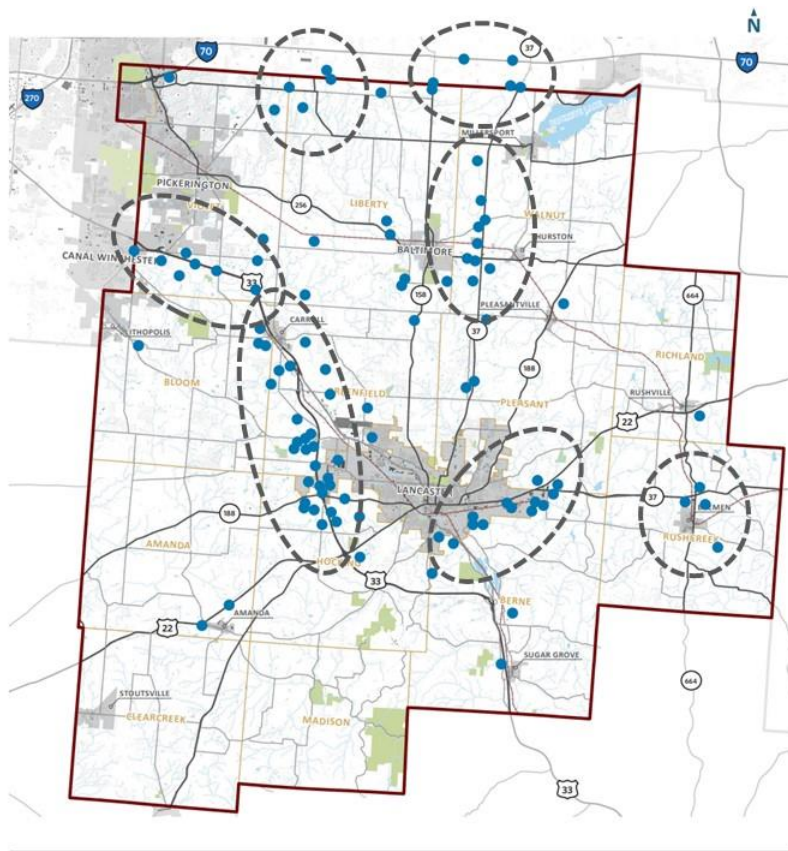 N
70
37
70
270
MILLERSPORT
PICKERINGTON
VIOLET
LIBERTY
256
WALNUT
BALTIMORE
THURSTON
CANAL WINCHESTER
33
158
PLEASANTVILLE
664
CARROLL
37
LITHOPOLIS
188
RICHLAND
BLOOM
GREENFIELD
RUSHVILLE
PLEASANT
22
LANCASTER
37
BREMEN
188
RUSHCREEK
AMANDA
HOCKING
33
BERNE
AMANDA
22
SUGAR GROVE
664
STOUTSVILLE
CLEARCREEK
MADISON
33